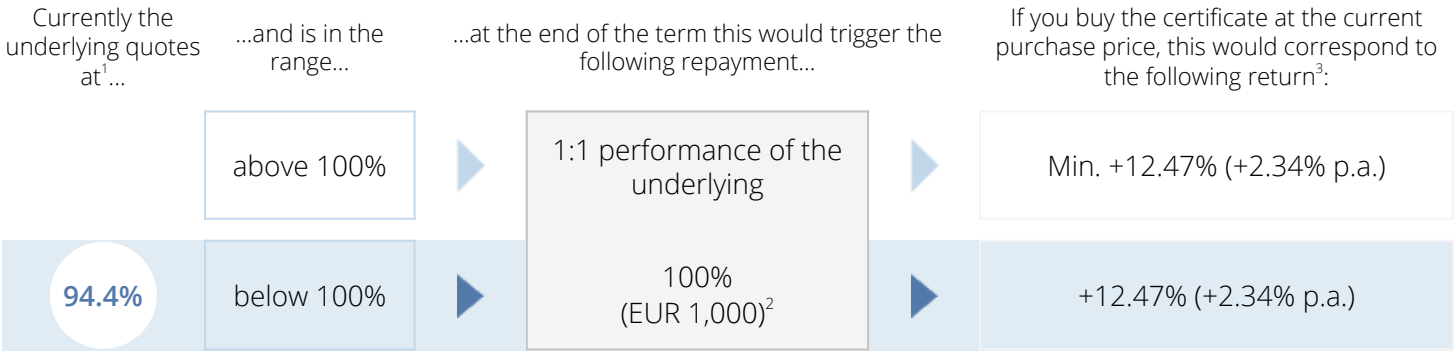 Currently the
underlying quotes
at¹...
...and is in the
range...
...at the end of the term this would trigger the
following repayment...
If you buy the certificate at the current
purchase price, this would correspond to
the following return³:
above 100%
1:1 performance of the
underlying
Min. +12.47% (+2.34% p.a.)
94.4%
below 100%
100%
(EUR 1,000)²
+12.47% (+2.34% p.a.)